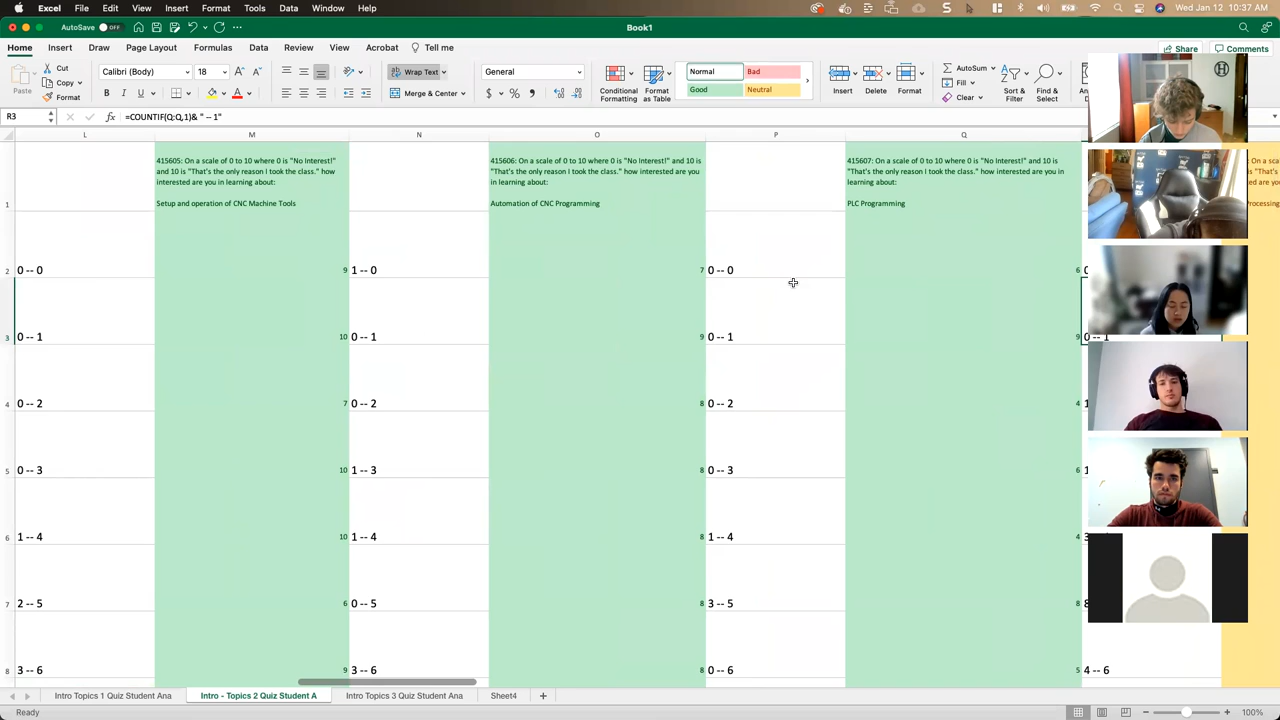 Excel File Edit View Insert Format Tools Data Window Help Wed Jan 12 10:37 AM
AutoSave OFF Book1
Home Insert Draw Page Layout Formulas Data Review View Acrobat Tell me Share Comments
Paste Cut Copy Format Calibri (Body) 18 Wrap Text General Normal Bad AutoSum
B I U A Merge & Center $ % Conditional Formatting Format as Table Good Neutral Insert Delete Format Fill Clear Sort & Filter Find & Select
R3 fx =COUNTIF(Q:Q,1)& " -- 1"
L M N O P Q
1
415605: On a scale of 0 to 10 where 0 is "No Interest!"
and 10 is "That's the only reason I took the class." how
interested are you in learning about:
Setup and operation of CNC Machine Tools
415606: On a scale of 0 to 10 where 0 is "No Interest!" and 10 is
"That's the only reason I took the class." how interested are you
in learning about:
Automation of CNC Programming
415607: On a scale of 0 to 10 where 0 is "No Interest!" and 10 is
"That's the only reason I took the class." how interested are you in
learning about:
PLC Programming
2 0 -- 0 9 1 -- 0 7 0 -- 0 6
3 0 -- 1 10 0 -- 1 9 0 -- 1 9 0 -- 1
4 0 -- 2 7 0 -- 2 8 0 -- 2 4
5 0 -- 3 10 1 -- 3 8 0 -- 3 6
6 1 -- 4 10 1 -- 4 8 1 -- 4 4
7 2 -- 5 6 0 -- 5 8 3 -- 5 8
8 3 -- 6 9 3 -- 6 8 0 -- 6 5 4 -- 6
Intro Topics 1 Quiz Student Ana Intro - Topics 2 Quiz Student A Intro Topics 3 Quiz Student Ana Sheet4
Ready 100%